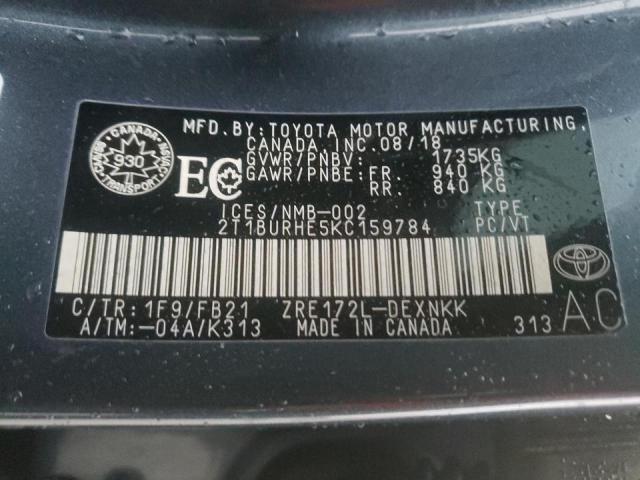 MFD. BY: TOYOTA MOTOR MANUFACTURING
CANADA, INC. 08/18
GVWR/PNBV: 1735KG
GAWR/PNBE: FR. 940 KG
RR. 840 KG
CANADA
930
TRANSPORT
EC
ICES/NMB-002 TYPE
2T1BURHE5KC159784 PC/VT
C/TR: 1F9/FB21 ZRE172L-DEXNKK
A/TM: -04A/K313 MADE IN CANADA 313 AC